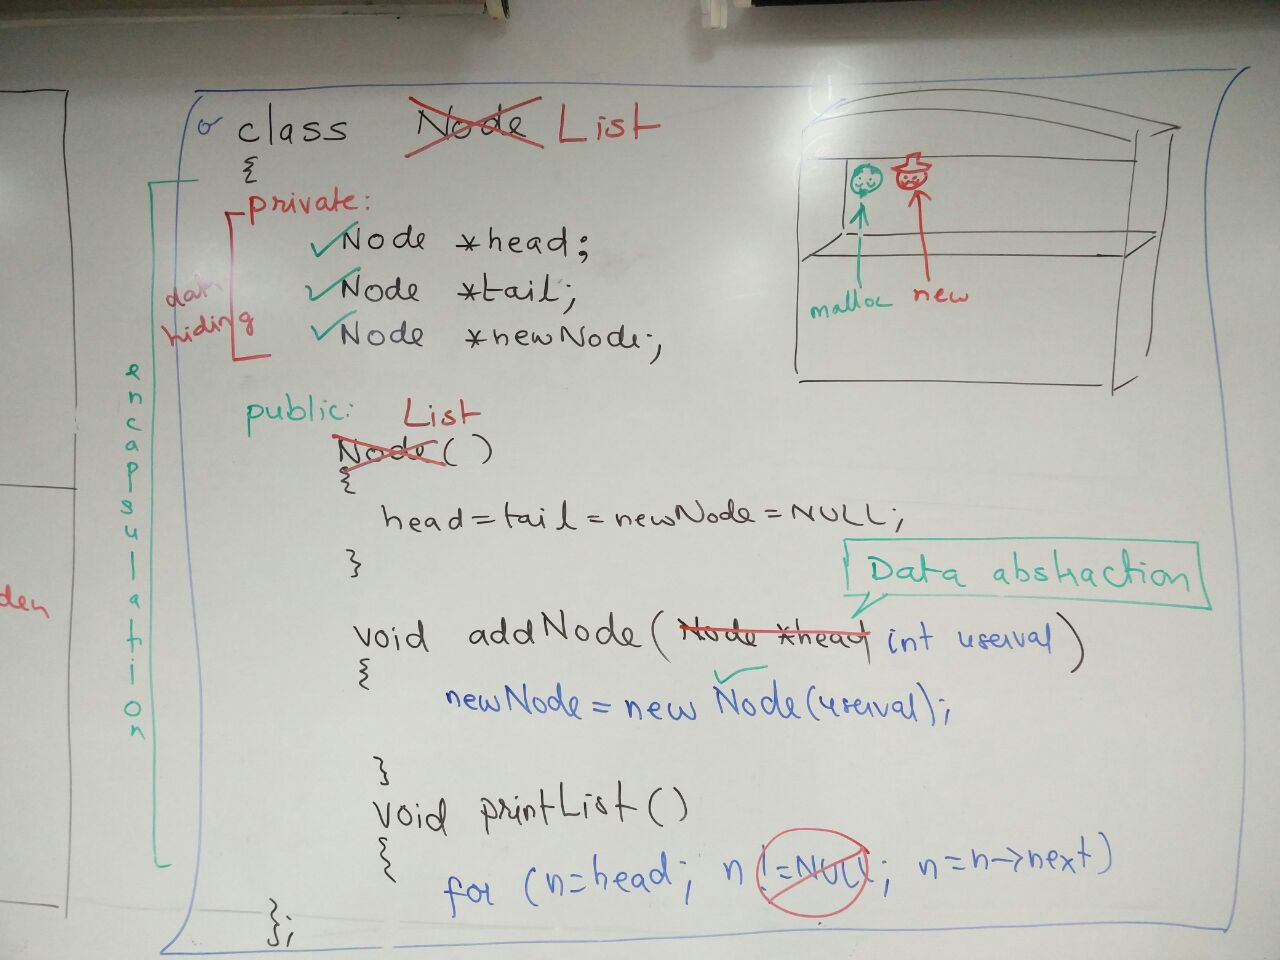 class Node List
{
private:
Node *head;
Node *tail;
Node *newNode;
data hiding
encapsulation
malloc new
public:
List
Node()
{
head=tail=newNode=NULL;
}
Data abstraction
void addNode(Node *head int userval)
{
newNode=new Node(userval);
}
void printList()
{
for (n=head; n!=NULL; n=n->next)
};